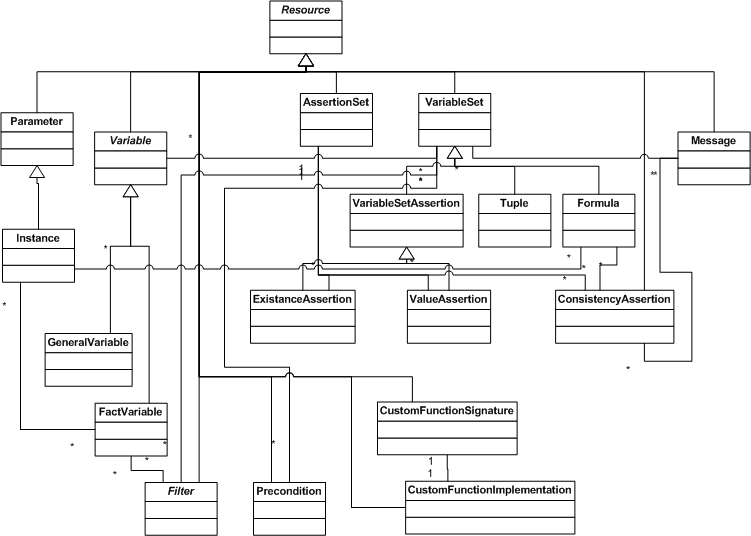 Resource
AssertionSet
VariableSet
Parameter
Variable
*
Message
1
1
*
*
*
**
VariableSetAssertion
Tuple
Formula
Instance
*
*
*
*
*
*
*
ExistanceAssertion
ValueAssertion
ConsistencyAssertion
*
GeneralVariable
*
FactVariable
CustomFunctionSignature
*
*
*
*
*
1
1
Filter
Precondition
CustomFunctionImplementation